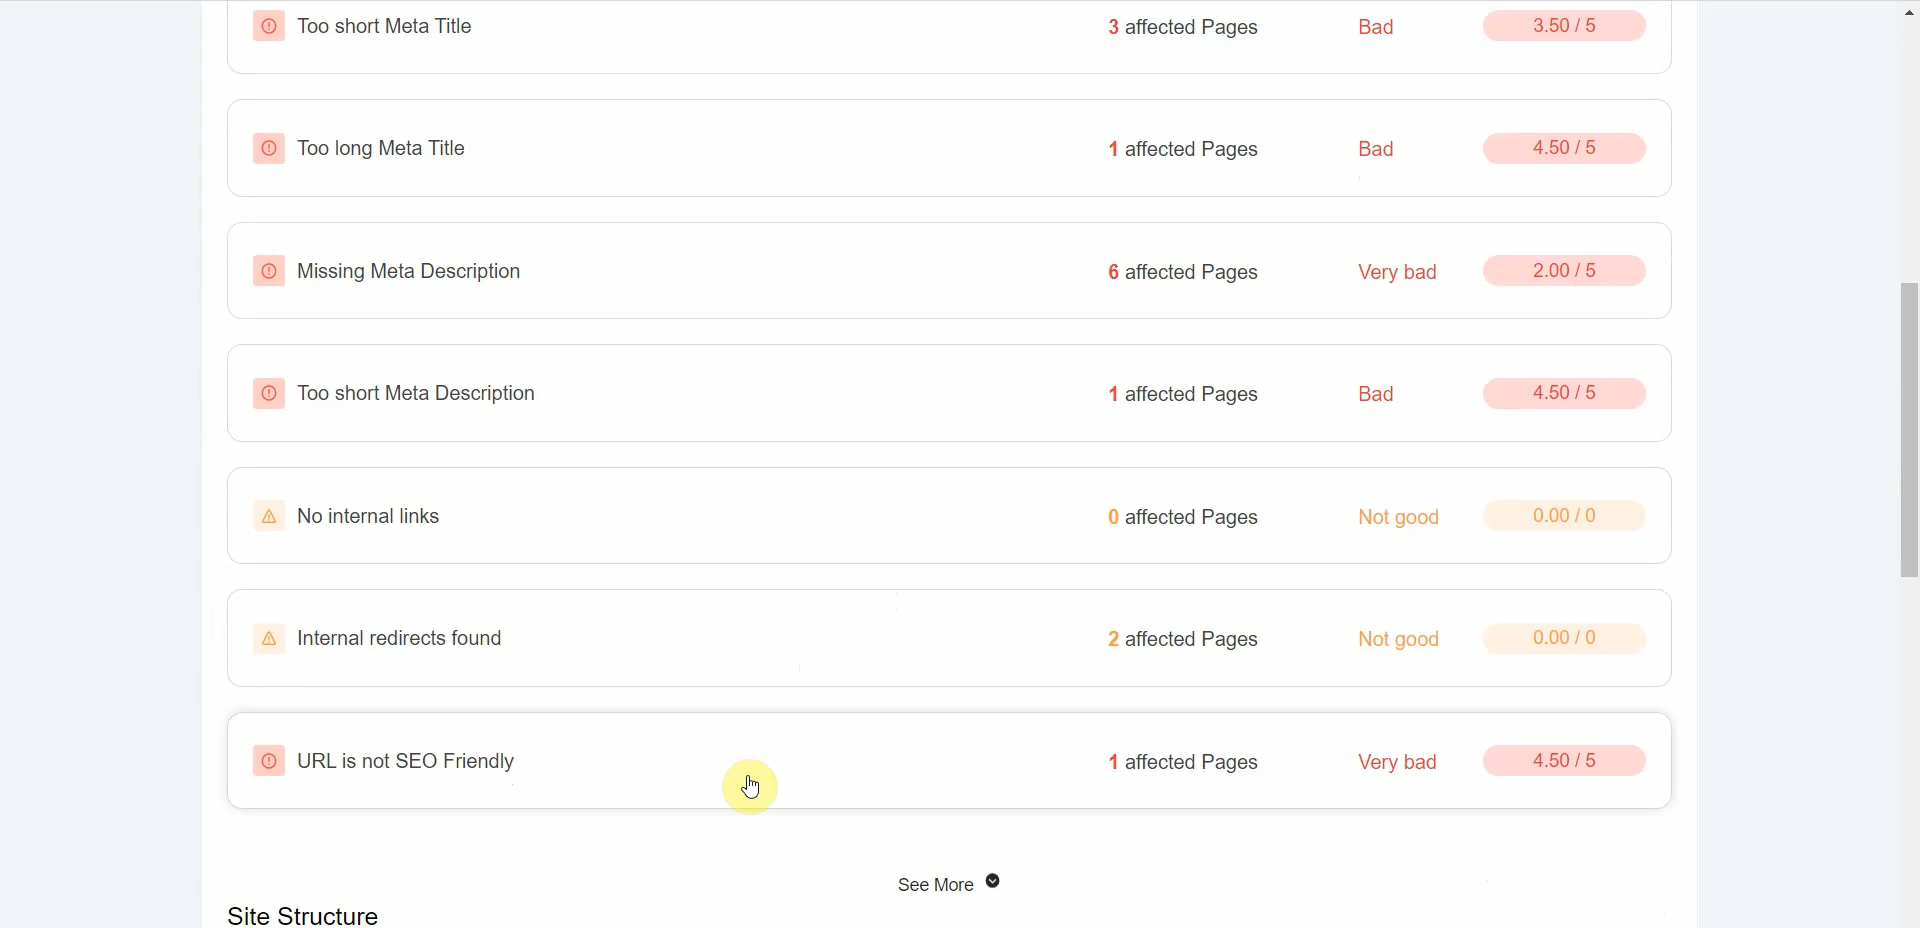 Too short Meta Title 3 affected Pages Bad 3.50 / 5
Too long Meta Title 1 affected Pages Bad 4.50 / 5
Missing Meta Description 6 affected Pages Very bad 2.00 / 5
Too short Meta Description 1 affected Pages Bad 4.50 / 5
No internal links 0 affected Pages Not good 0.00 / 0
Internal redirects found 2 affected Pages Not good 0.00 / 0
URL is not SEO Friendly 1 affected Pages Very bad 4.50 / 5
See More
Site Structure